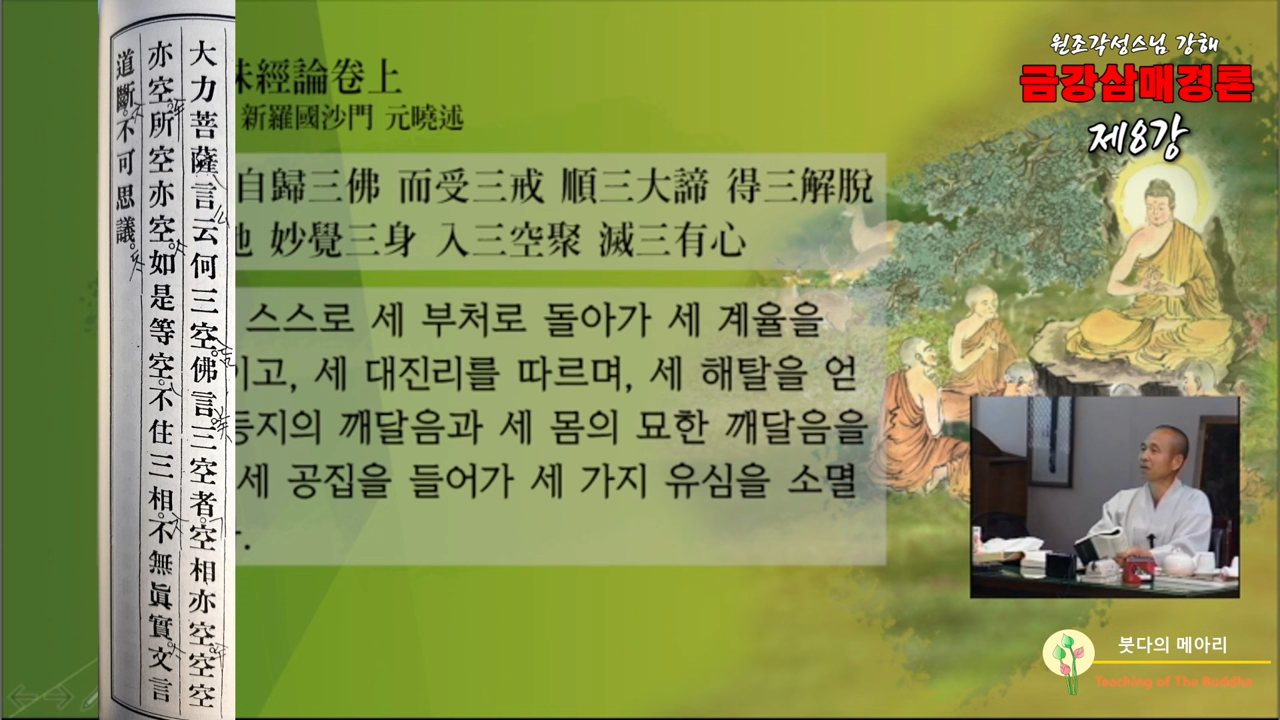 大力菩薩言云何三空佛言三空者空相亦空空空
亦空所空亦空如是等空不住三相不無眞實文言
道斷不可思議
味經論卷上
新羅國沙門 元曉述
自歸三佛 而受三戒 順三大諦 得三解脫
地 妙覺三身 入三空聚 滅三有心
스스로 세 부처로 돌아가 세 계율을
이고, 세 대진리를 따르며, 세 해탈을 얻
등지의 깨달음과 세 몸의 묘한 깨달음을
세 공집을 들어가 세 가지 유심을 소멸
원조각성스님 강해
금강삼매경론
제8강
붓다의 메아리
Teaching of The Buddha